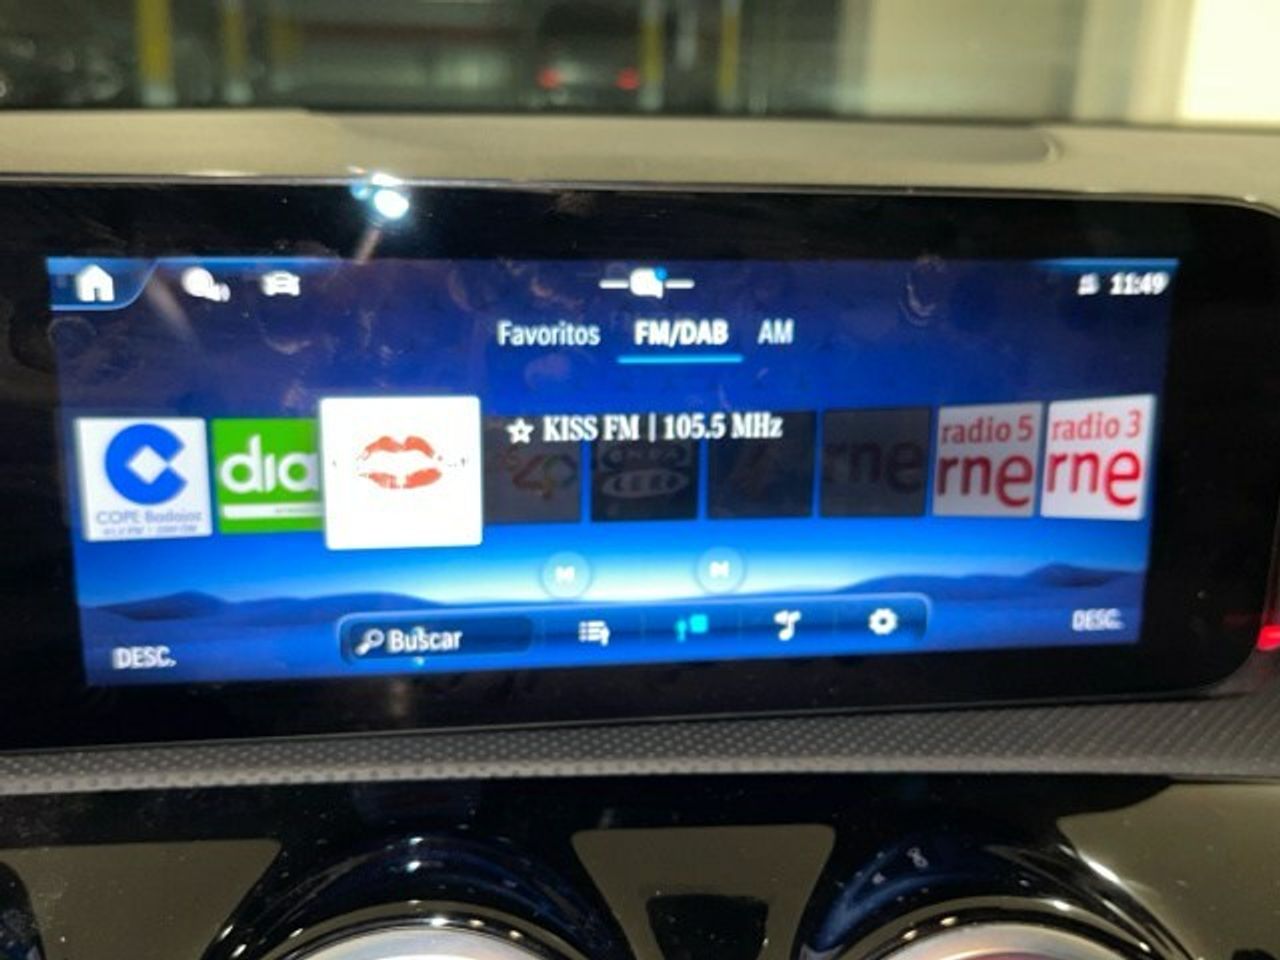 11:49
Favoritos FM/DAB AM
☆ KISS FM | 105.5 MHz
COPE Badajoz
dia
rne
radio 5
rne
radio 3
rne
M M
Buscar
DESC.
DESC.